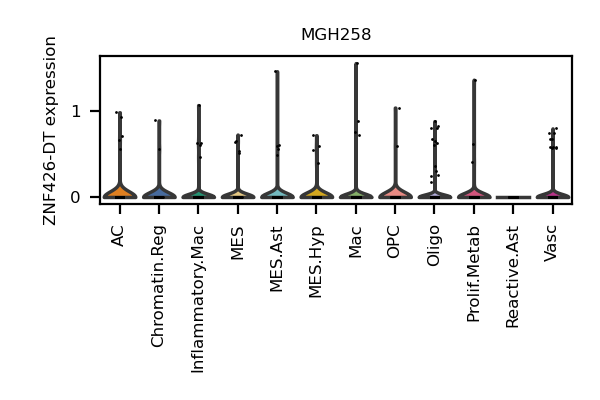 MGH258
ZNF426-DT expression
1
0
AC
Chromatin.Reg
Inflammatory.Mac
MES
MES.Ast
MES.Hyp
Mac
OPC
Oligo
Prolif.Metab
Reactive.Ast
Vasc